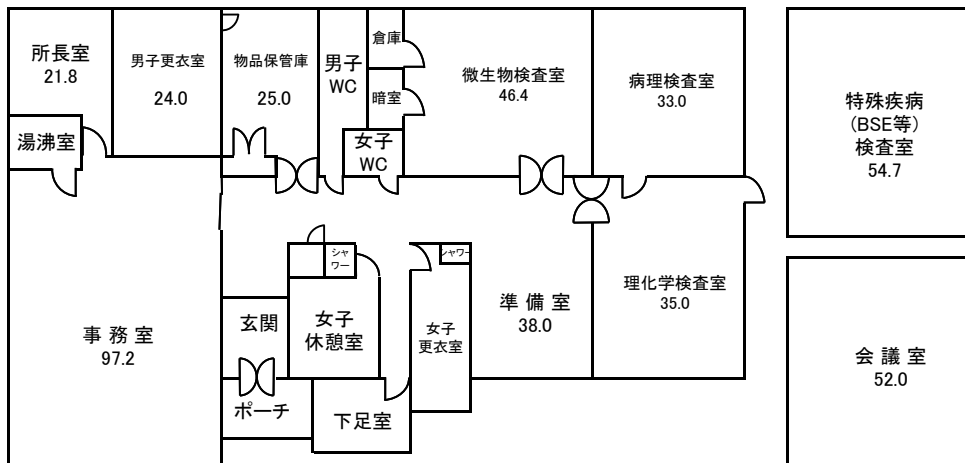 所長室
21.8
男子更衣室
24.0
物品保管庫
25.0
男子
WC
倉庫
暗室
女子
WC
微生物検査室
46.4
病理検査室
33.0
特殊疾病
(BSE等)
検査室
54.7
湯沸室
シャ
ワー
シャワー
事 務 室
97.2
玄関
女子
休憩室
女子
更衣室
準 備 室
38.0
理化学検査室
35.0
会 議 室
52.0
ポーチ
下足室